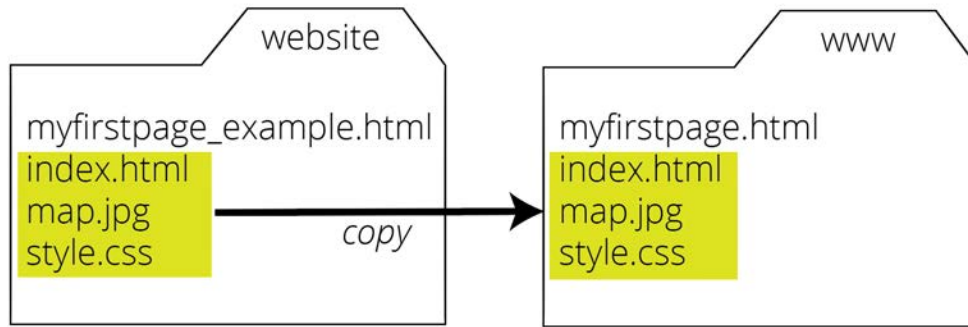 website
myfirstpage_example.html
index.html
map.jpg
style.css
copy
www
myfirstpage.html
index.html
map.jpg
style.css